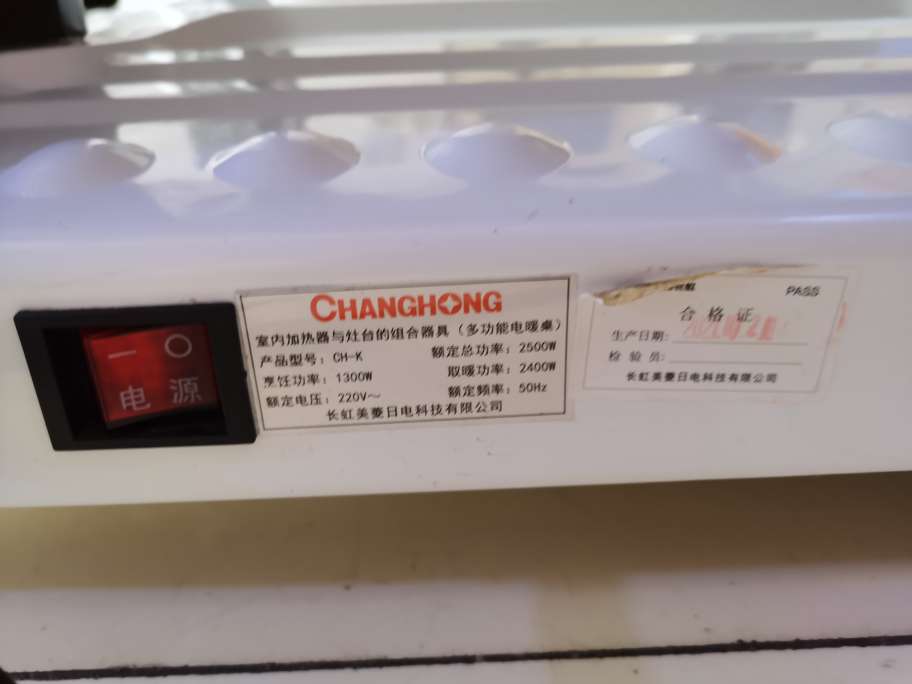 CHANGHONG
室内加热器与灶台的组合器具（多功能电暖桌）
产品型号：CH-K 额定总功率：2500W
烹饪功率：1300W 取暖功率：2400W
额定电压：220V～ 额定频率：50Hz
长虹美菱日电科技有限公司
一 O
电源
PASS
合格证
生产日期：
检验员：
长虹美菱日电科技有限公司